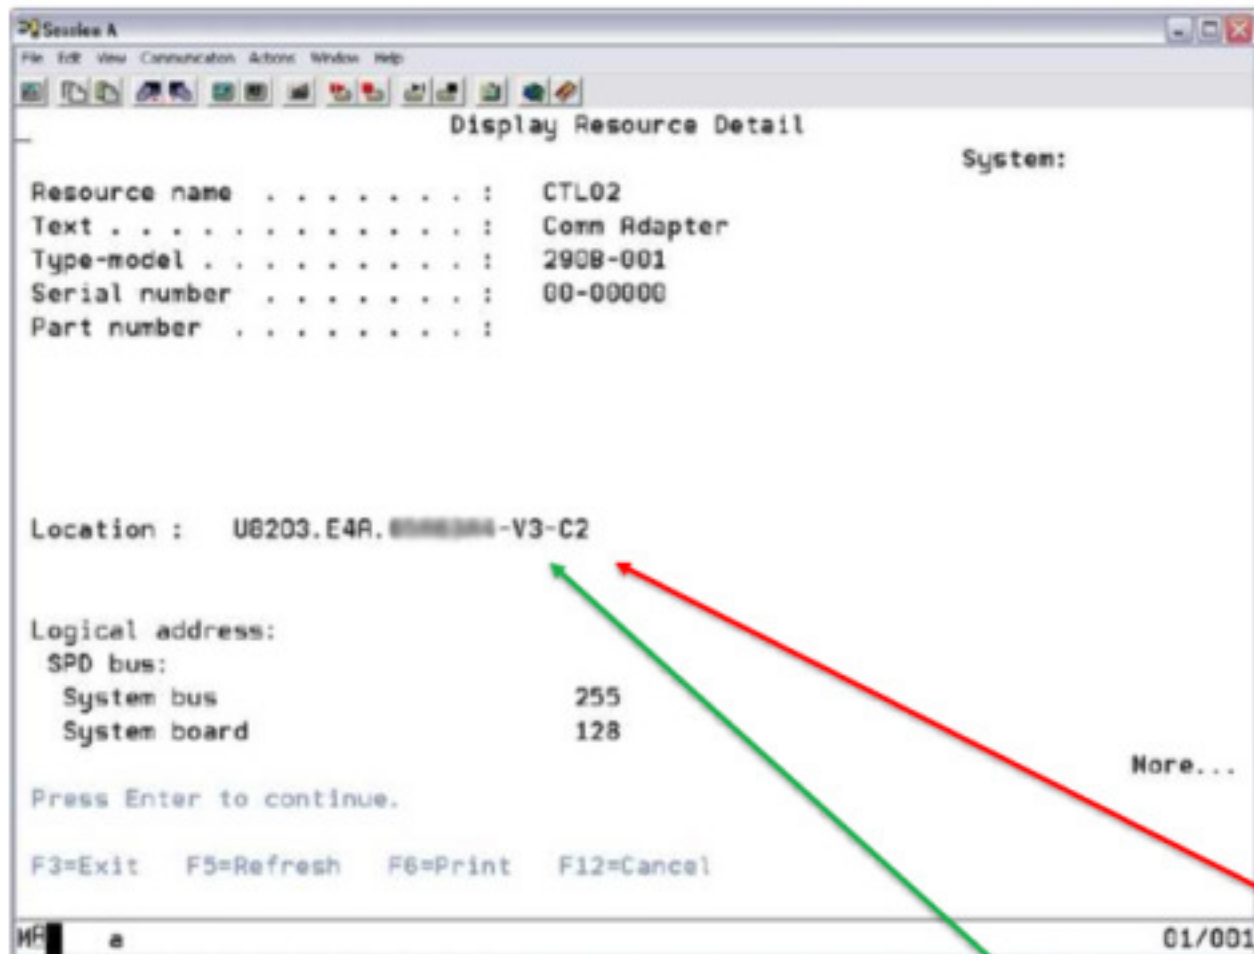 Session A
File Edit View Communication Actions Window Help
Display Resource Detail
System:
Resource name . . . . . . . : CTL02
Text . . . . . . . . . . . . . : Comm Adapter
Type-model . . . . . . . . . . : 290B-001
Serial number . . . . . . . : 00-00000
Part number . . . . . . . . :
Location : U8203.E4A. -V3-C2
Logical address:
SPD bus:
System bus 255
System board 128
More...
Press Enter to continue.
F3=Exit F5=Refresh F6=Print F12=Cancel
a 01/001